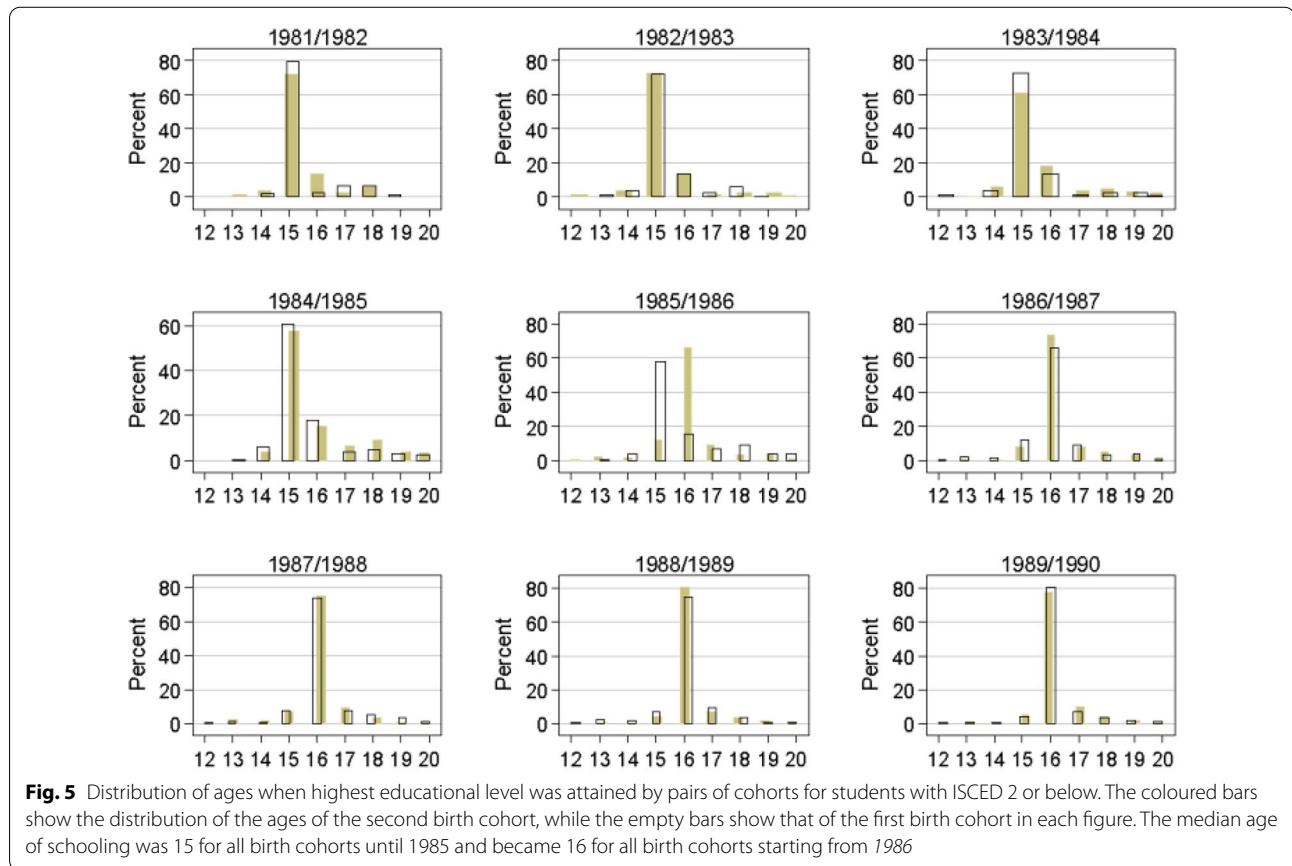 1981/1982
Percent
80
60
40
20
0
12 13 14 15 16 17 18 19 20
1982/1983
Percent
80
60
40
20
0
12 13 14 15 16 17 18 19 20
1983/1984
Percent
80
60
40
20
0
12 13 14 15 16 17 18 19 20
1984/1985
Percent
60
40
20
0
12 13 14 15 16 17 18 19 20
1985/1986
Percent
80
60
40
20
0
12 13 14 15 16 17 18 19 20
1986/1987
Percent
80
60
40
20
0
12 13 14 15 16 17 18 19 20
1987/1988
Percent
80
60
40
20
0
12 13 14 15 16 17 18 19 20
1988/1989
Percent
80
60
40
20
0
12 13 14 15 16 17 18 19 20
1989/1990
Percent
80
60
40
20
0
12 13 14 15 16 17 18 19 20
Fig. 5 Distribution of ages when highest educational level was attained by pairs of cohorts for students with ISCED 2 or below. The coloured bars
show the distribution of the ages of the second birth cohort, while the empty bars show that of the first birth cohort in each figure. The median age
of schooling was 15 for all birth cohorts until 1985 and became 16 for all birth cohorts starting from 1986